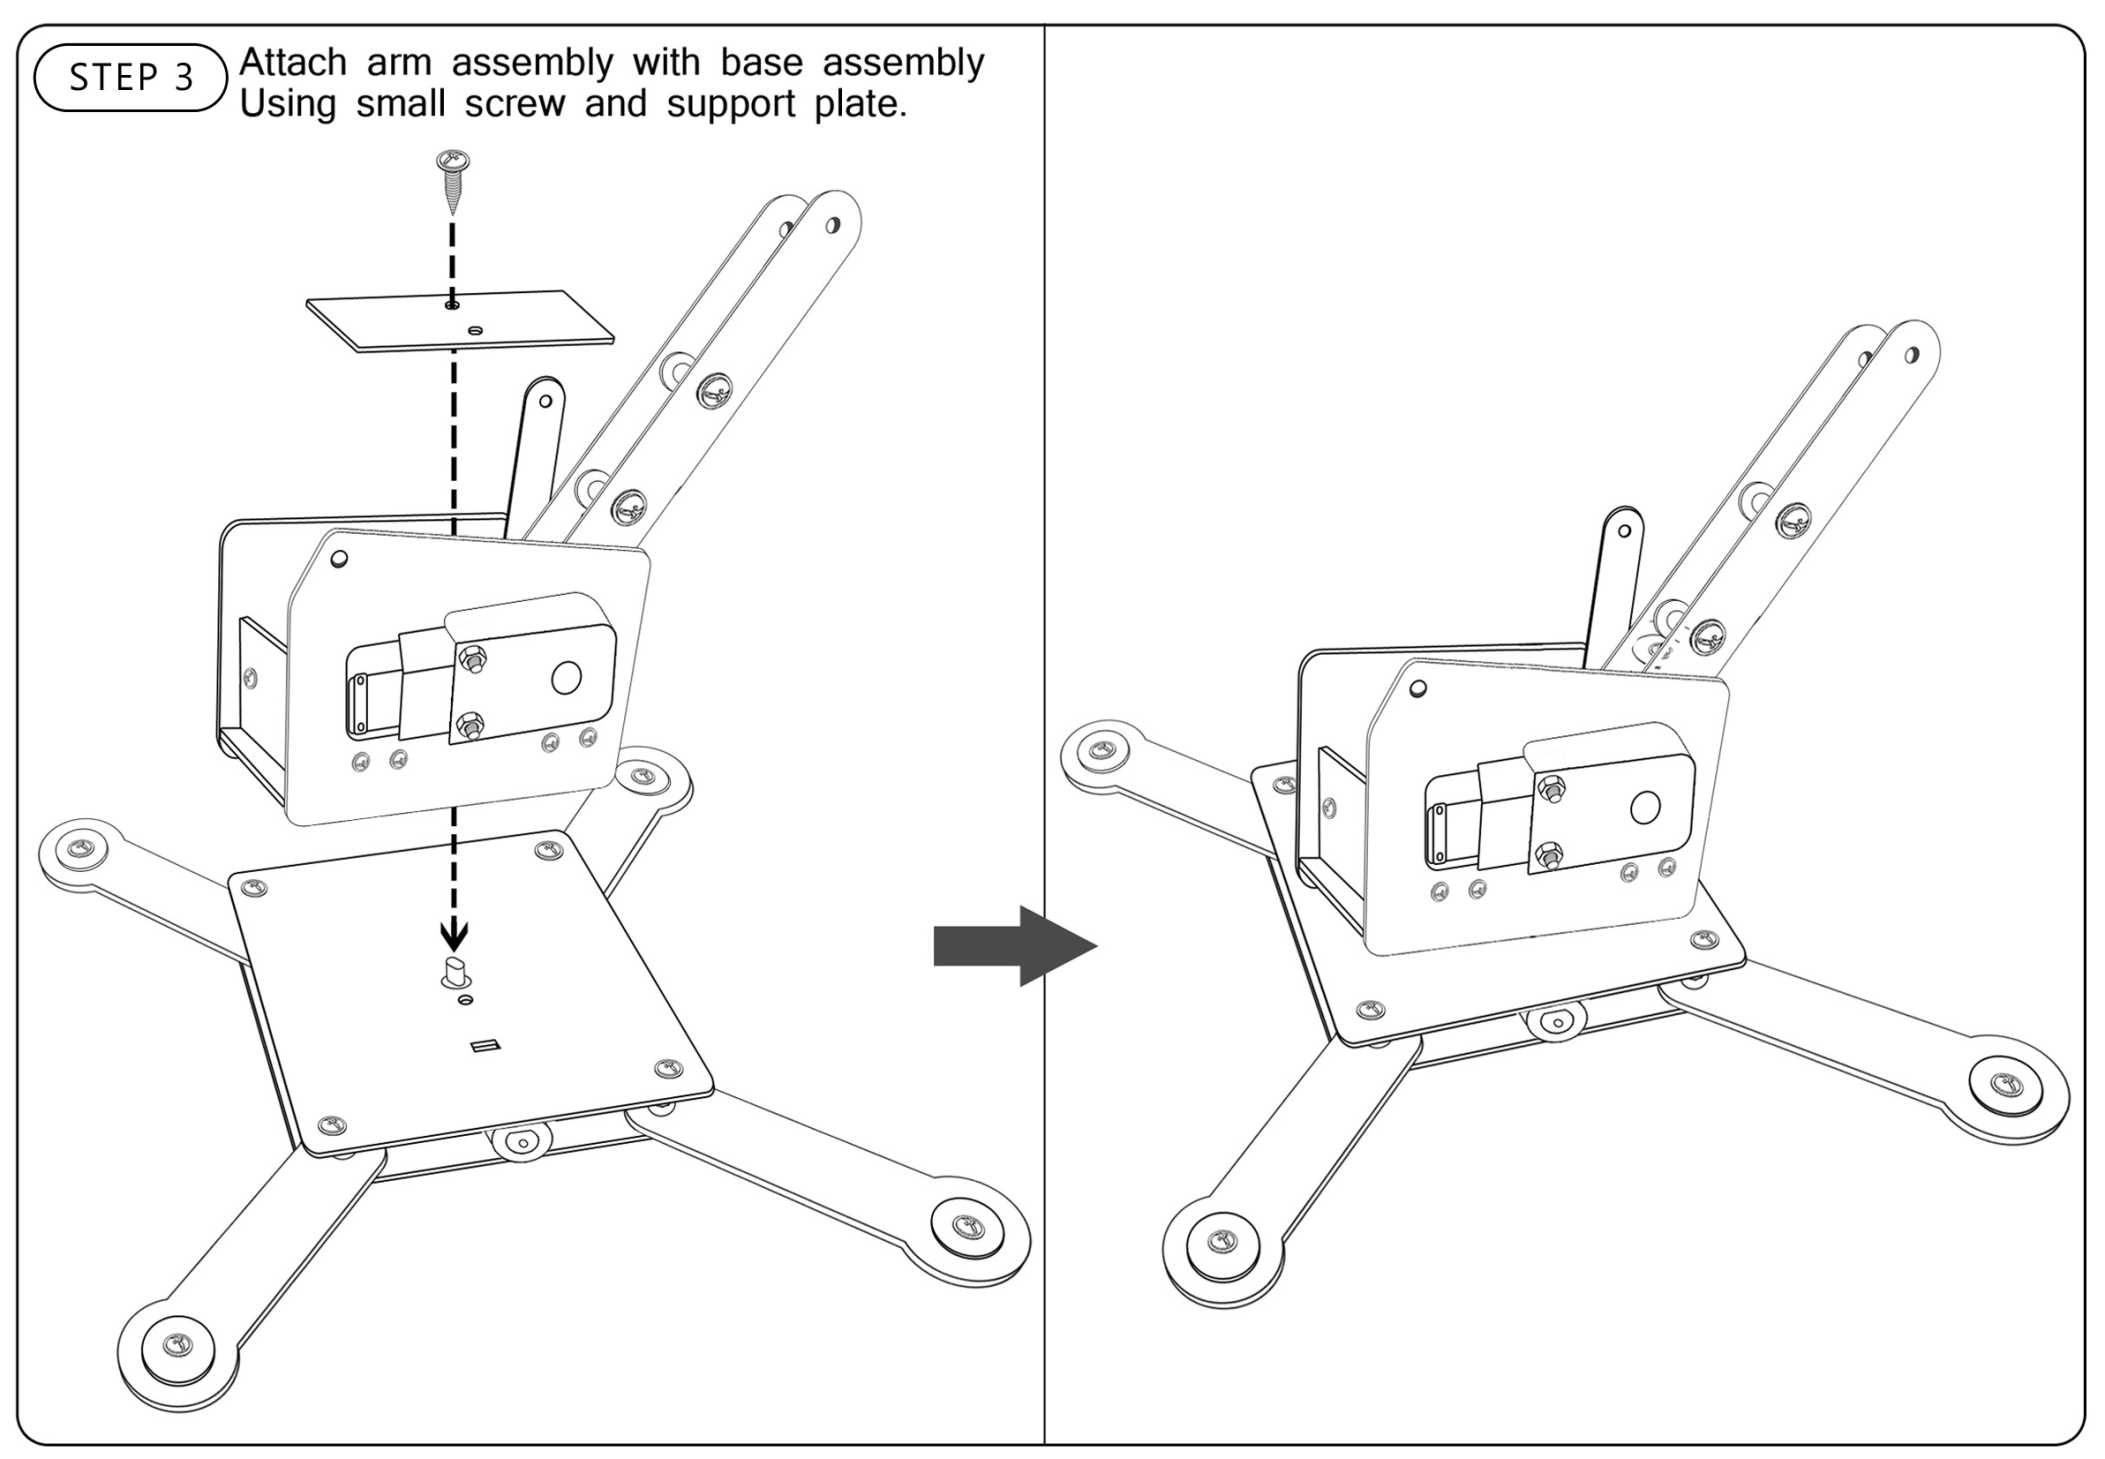 STEP 3
Attach arm assembly with base assembly
Using small screw and support plate.